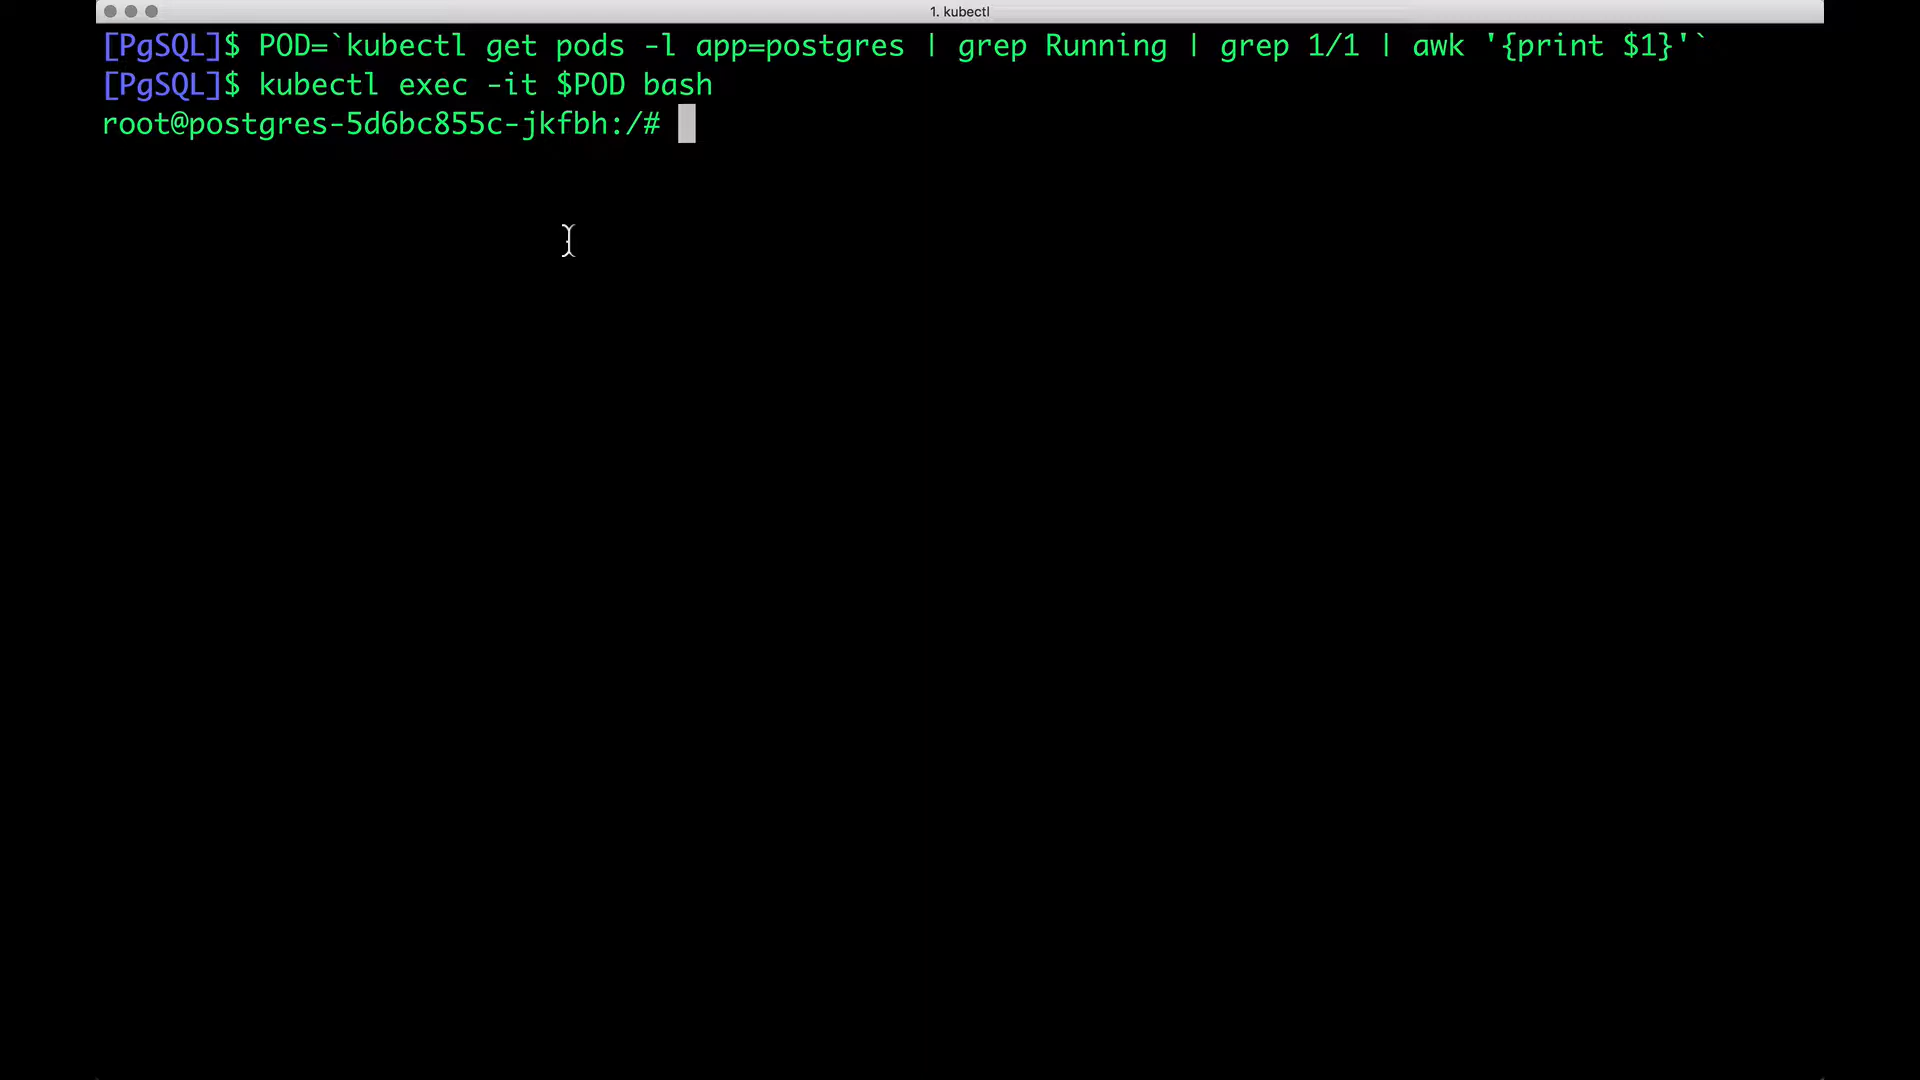 1. kubectl
[PgSQL]$ POD=`kubectl get pods -l app=postgres | grep Running | grep 1/1 | awk '{print $1}'`
[PgSQL]$ kubectl exec -it $POD bash
root@postgres-5d6bc855c-jkfbh:/#